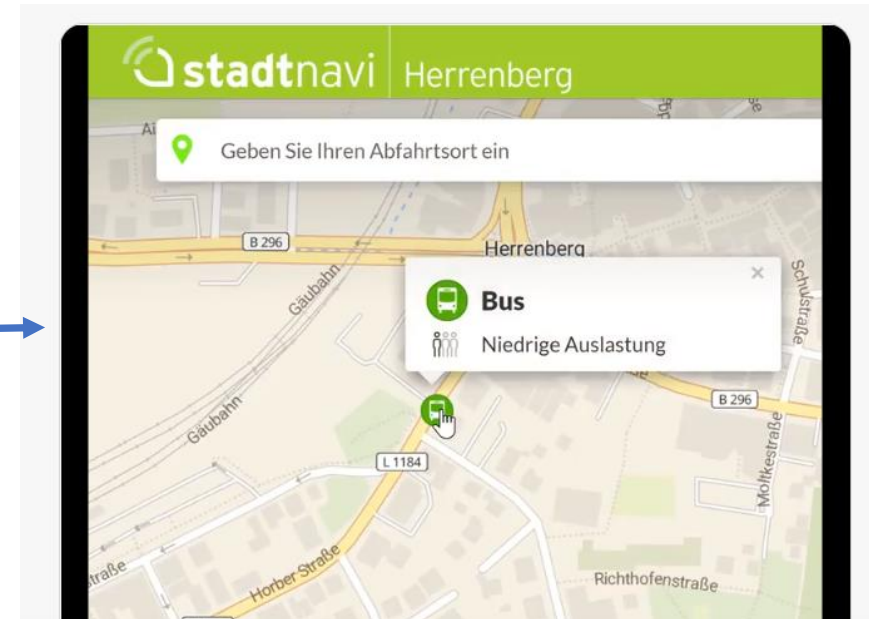 stadtnavi Herrenberg
Geben Sie Ihren Abfahrtsort ein
B 296
Herrenberg
Gäubahn
Schulstraße
Bus
Niedrige Auslastung
B 296
Gäubahn
L 1184
Moltkestraße
Horber Straße
Richthofenstraße